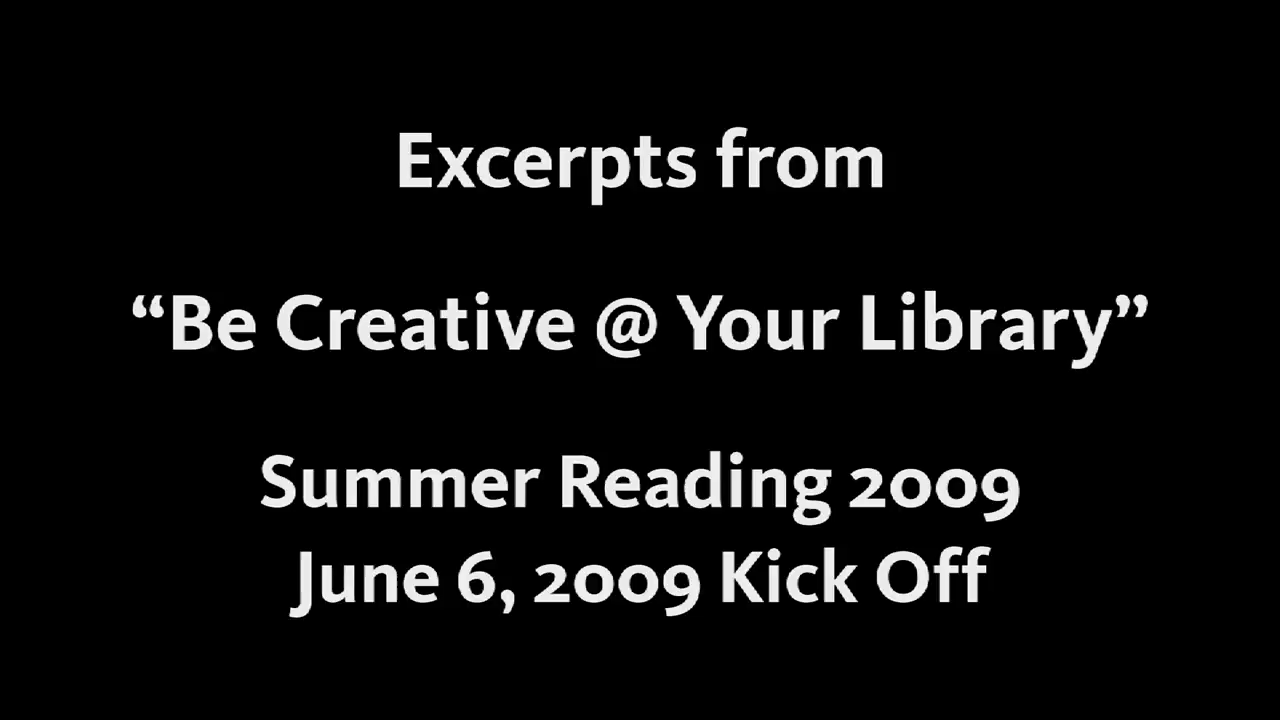 Excerpts from
“Be Creative @ Your Library”
Summer Reading 2009
June 6, 2009 Kick Off